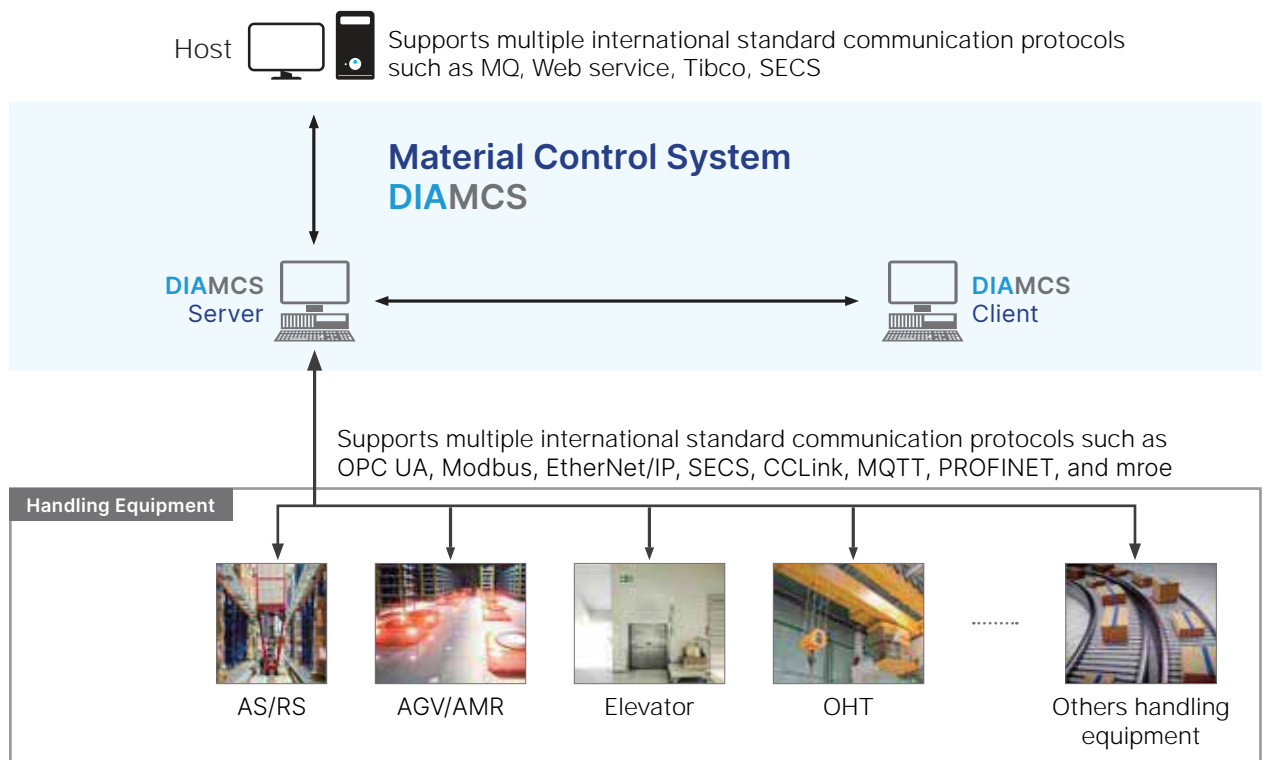 Host
Supports multiple international standard communication protocols
such as MQ, Web service, Tibco, SECS
Material Control System
DIAMCS
DIAMCS
Server
DIAMCS
Client
Supports multiple international standard communication protocols such as
OPC UA, Modbus, EtherNet/IP, SECS, CCLink, MQTT, PROFINET, and mroe
Handling Equipment
AS/RS
AGV/AMR
Elevator
OHT
Others handling
equipment